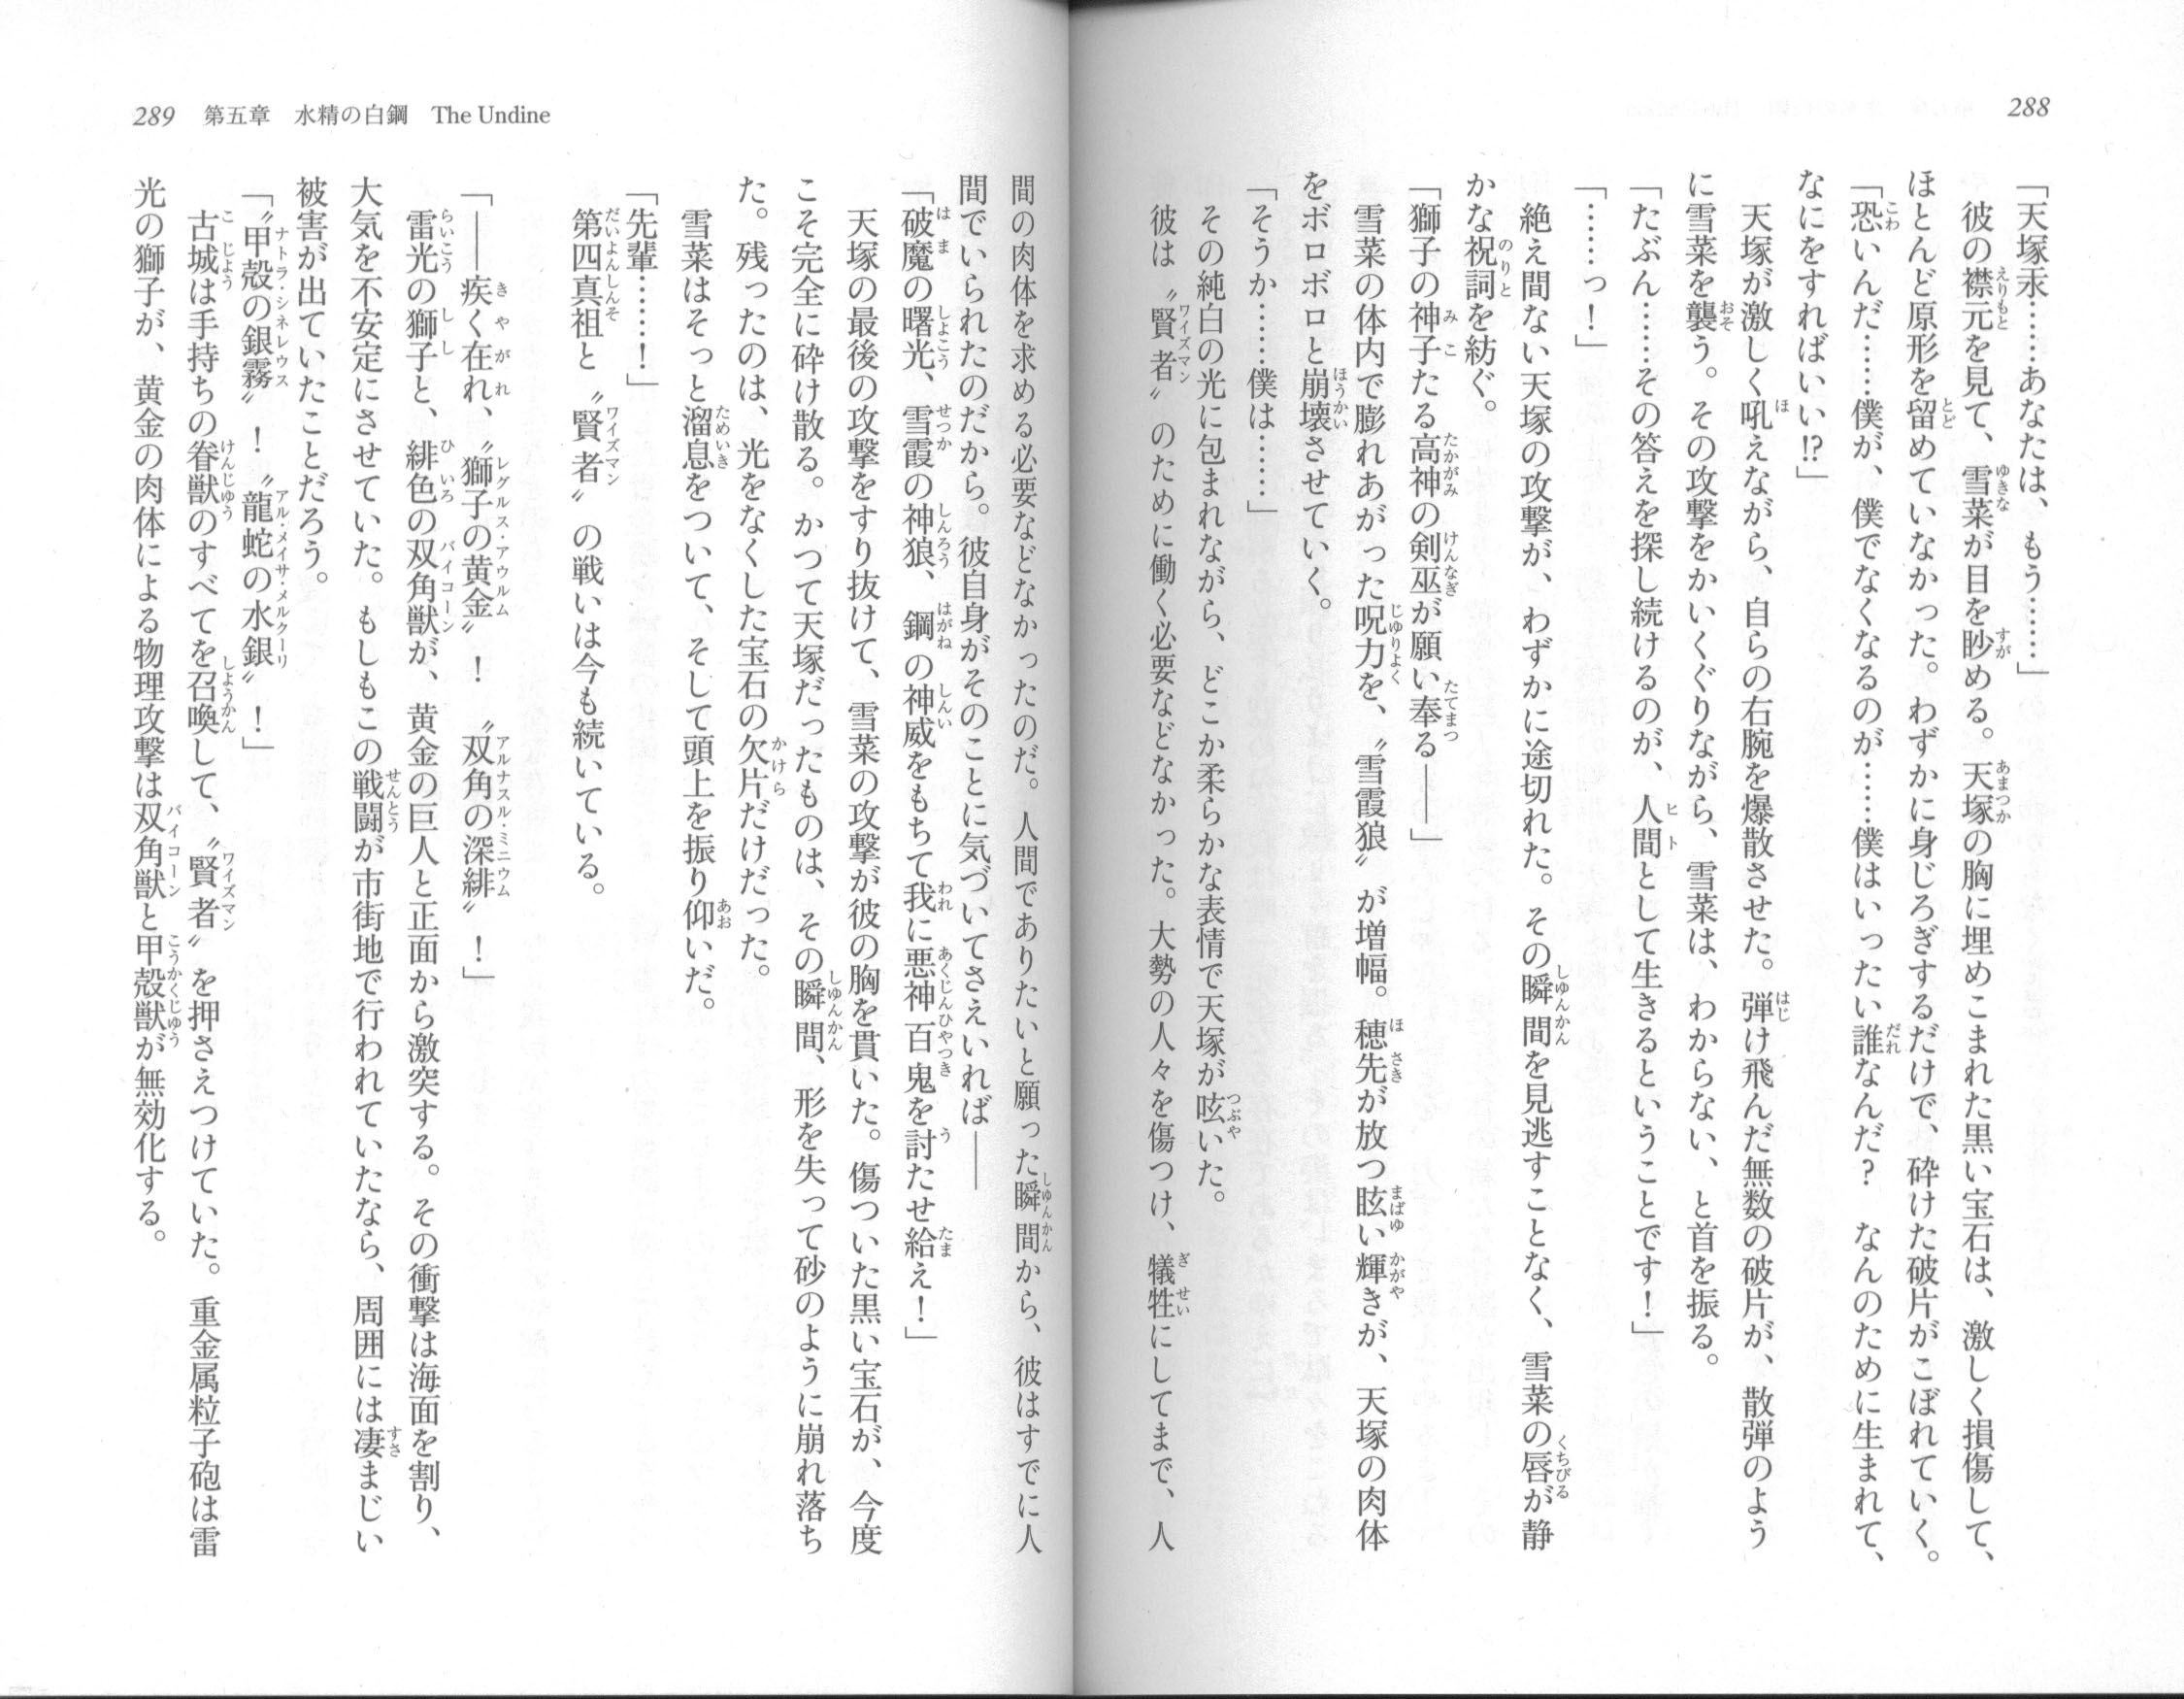 288
「天塚汞……あなたは、もう……」
彼の襟元を見て、雪菜が目を眇める。天塚の胸に埋めこまれた黒い宝石は、激しく損傷して、
ほとんど原形を留めていなかった。わずかに身じろぎするだけで、砕けた破片がこぼれていく。
「恐いんだ……僕が、僕でなくなるのが……僕はいったい誰なんだ？　なんのために生まれて、
なにをすればいい!?」
天塚が激しく吼えながら、自らの右腕を爆散させた。弾け飛んだ無数の破片が、散弾のよう
に雪菜を襲う。その攻撃をかいくぐりながら、雪菜は、わからない、と首を振る。
「たぶん……その答えを探し続けるのが、人間として生きるということです！」
「……っ！」
絶え間ない天塚の攻撃が、わずかに途切れた。その瞬間を見逃すことなく、雪菜の唇が静
かな祝詞を紡ぐ。
「獅子の神子たる高神の剣巫が願い奉る――」
雪菜の体内で膨れあがった呪力を、〝雪霞狼〟が増幅。穂先が放つ眩い輝きが、天塚の肉体
をボロボロと崩壊させていく。
「そうか……僕は……」
その純白の光に包まれながら、どこか柔らかな表情で天塚が呟いた。
彼は〝賢者〟のために働く必要などなかった。大勢の人々を傷つけ、犠牲にしてまで、人
289　第五章　水精の白鋼　The Undine
間の肉体を求める必要などなかったのだ。人間でありたいと願った瞬間から、彼はすでに人
間でいられたのだから。彼自身がそのことに気づいてさえいれば――
「破魔の曙光、雪霞の神狼、鋼の神威をもちて我に悪神百鬼を討たせ給え！」
天塚の最後の攻撃をすり抜けて、雪菜の攻撃が彼の胸を貫いた。傷ついた黒い宝石が、今度
こそ完全に砕け散る。かつて天塚だったものは、その瞬間、形を失って砂のように崩れ落ち
た。残ったのは、光をなくした宝石の欠片だけだった。
雪菜はそっと溜息をついて、そして頭上を振り仰いだ。
「先輩……！」
第四真祖と〝賢者〟の戦いは今も続いている。
「――疾く在れ、〝獅子の黄金〟！　〝双角の深緋〟！」
雷光の獅子と、緋色の双角獣が、黄金の巨人と正面から激突する。その衝撃は海面を割り、
大気を不安定にさせていた。もしもこの戦闘が市街地で行われていたなら、周囲には凄まじい
被害が出ていたことだろう。
「〝甲殻の銀霧〟！〝龍蛇の水銀〟！」
古城は手持ちの眷獣のすべてを召喚して、〝賢者〟を押さえつけていた。重金属粒子砲は雷
光の獅子が、黄金の肉体による物理攻撃は双角獣と甲殻獣が無効化する。